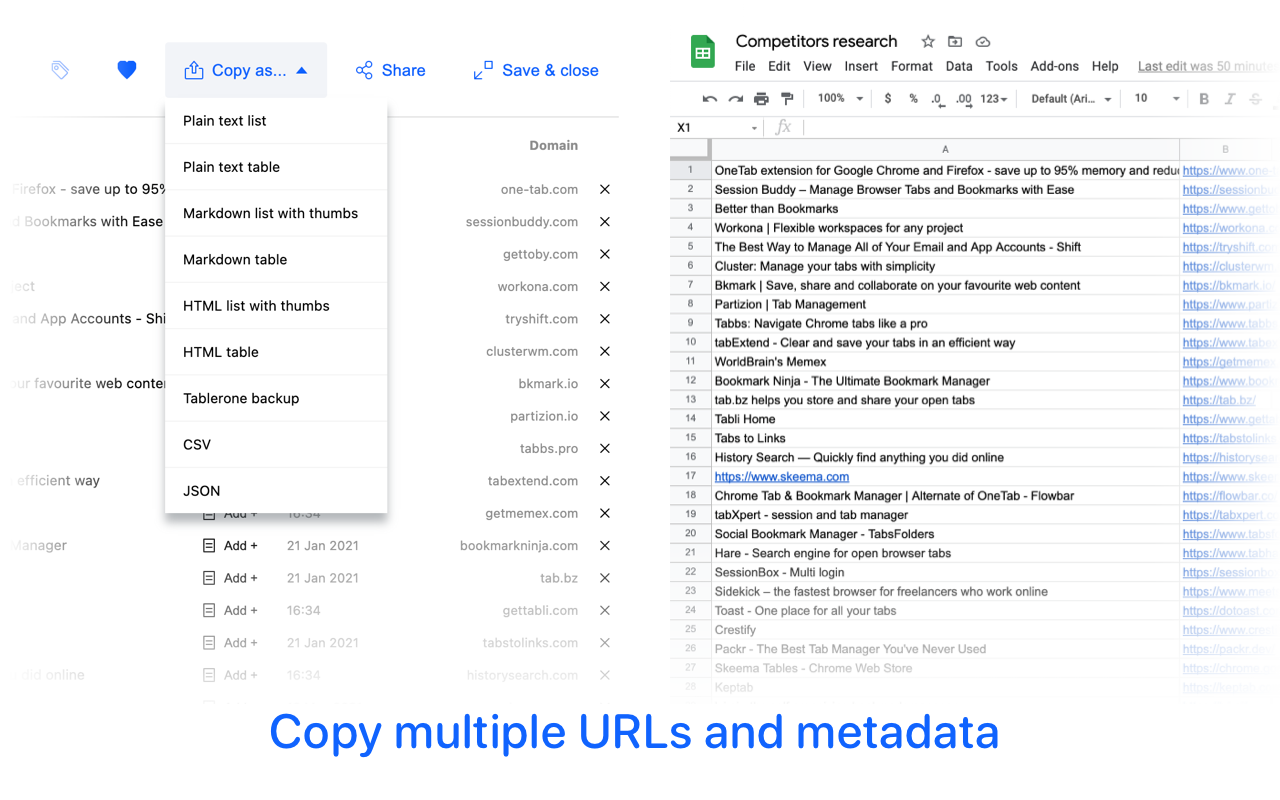 Copy as...
Share
Save & close
Plain text list
Plain text table
Markdown list with thumbs
Markdown table
HTML list with thumbs
HTML table
Tablerone backup
CSV
JSON
Domain
Firefox - save up to 95% one-tab.com
d Bookmarks with Ease sessionbuddy.com
gettoby.com
ject workona.com
and App Accounts - Shi tryshift.com
clusterwm.com
our favourite web conten bkmark.io
partizion.io
tabbs.pro
efficient way tabextend.com
Add + 16:34 getmemex.com
Manager Add + 21 Jan 2021 bookmarkninja.com
Add + 21 Jan 2021 tab.bz
Add + 16:34 gettabli.com
Add + 21 Jan 2021 tabstolinks.com
did online Add + 16:34 historysearch.com
Competitors research
File Edit View Insert Format Data Tools Add-ons Help Last edit was 50 minute
100% $ % .0 .00 123 Default (Ari... 10 B I S
X1 fx
A B
1 OneTab extension for Google Chrome and Firefox - save up to 95% memory and redu https://www.one-t
2 Session Buddy – Manage Browser Tabs and Bookmarks with Ease https://sessionbu
3 Better than Bookmarks https://www.getto
4 Workona | Flexible workspaces for any project https://workona.c
5 The Best Way to Manage All of Your Email and App Accounts - Shift https://tryshift.co
6 Cluster: Manage your tabs with simplicity https://clusterwm
7 Bkmark | Save, share and collaborate on your favourite web content https://bkmark.io/
8 Partizion | Tab Management https://www.parti
9 Tabbs: Navigate Chrome tabs like a pro https://www.tabb
10 tabExtend - Clear and save your tabs in an efficient way https://www.tabe
11 WorldBrain's Memex https://getmemex
12 Bookmark Ninja - The Ultimate Bookmark Manager https://www.book
13 tab.bz helps you store and share your open tabs https://tab.bz/
14 Tabli Home https://www.getta
15 Tabs to Links https://tabstolink
16 History Search — Quickly find anything you did online https://historysea
17 https://www.skeema.com https://www.skee
18 Chrome Tab & Bookmark Manager | Alternate of OneTab - Flowbar https://flowbar.co
19 tabXpert - session and tab manager https://tabxpert.c
20 Social Bookmark Manager - TabsFolders https://www.tabs
21 Hare - Search engine for open browser tabs https://www.tabh
22 SessionBox - Multi login https://sessionbo
23 Sidekick – the fastest browser for freelancers who work online https://www.mee
24 Toast - One place for all your tabs https://dotoast.c
25 Crestify https://www.cres
26 Packr - The Best Tab Manager You've Never Used https://packr.
27 Skeema Tables - Chrome Web Store https://chrome.
28 Keptab
Copy multiple URLs and metadata